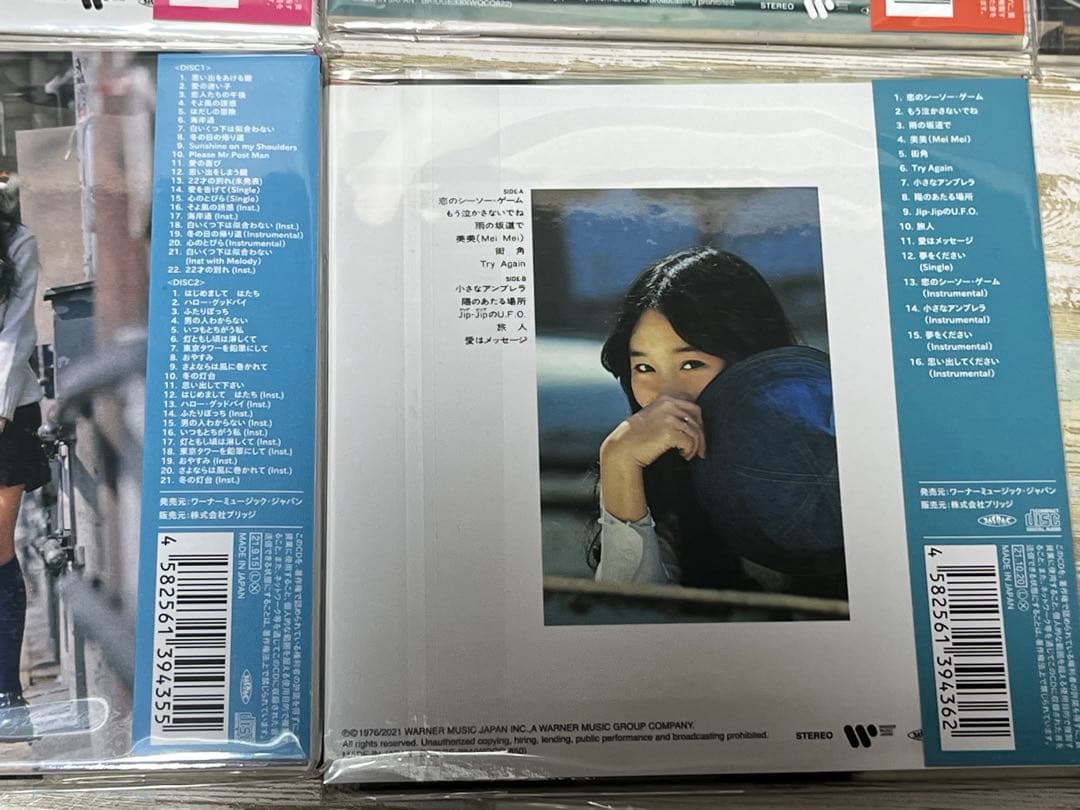 MADE IN JAPAN BRIDGE330(WQCQ822)
STEREO
<DISC1>
1. 思い出をあける鍵
2. 愛の迷い子
3. 恋人たちの午後
4. そよ風の誘惑
5. はだしの冒険
6. 海岸通
7. 白いくつ下は似合わない
8. 冬の日の帰り道
9. Sunshine on my Shoulders
10. Please Mr.Post Man
11. 愛の喜び
12. 思い出をしまう鍵
13. 22才の別れ(未発表)
14. 愛を告げて(Single)
15. 心のとびら(Single)
16. そよ風の誘惑 (Inst.)
17. 海岸通 (Inst.)
18. 白いくつ下は似合わない (Inst.)
19. 冬の日の帰り道 (Instrumental)
20. 心のとびら (Instrumental)
21. 白いくつ下は似合わない
(Inst with Melody)
22. 22才の別れ (Inst.)
<DISC2>
1. はじめまして はたち
2. ハロー・グッドバイ
3. ふたりぼっち
4. 男の人わからない
5. いつもとちがう私
6. 灯ともし頃は淋しくて
7. 東京タワーを鉛筆にして
8. おやすみ
9. さよならは風に巻かれて
10. 冬の灯台
11. 思い出して下さい
12. はじめまして はたち (Inst.)
13. ハロー・グッドバイ (Inst.)
14. ふたりぼっち (Inst.)
15. 男の人わからない (Inst.)
16. いつもとちがう私 (Inst.)
17. 灯ともし頃は淋しくて (Inst.)
18. 東京タワーを鉛筆にして (Inst.)
19. おやすみ (Inst.)
20. さよならは風に巻かれて (Inst.)
21. 冬の灯台 (Inst.)
発売元:ワーナーミュージック・ジャパン
販売元:株式会社ブリッジ
21.9.15
MADE IN JAPAN
4 582561 394355
SIDE-A
恋のシーソー・ゲーム
もう泣かさないでね
雨の坂道で
美美(Mei Mei)
街 角
Try Again
SIDE-B
小さなアンブレラ
陽のあたる場所
Jip-JipのU.F.O.
旅 人
愛はメッセージ
℗©1976/2021 WARNER MUSIC JAPAN INC.,A WARNER MUSIC GROUP COMPANY.
All rights reserved. Unauthorized copying, hiring, lending, public performance and broadcasting prohibited.
STEREO
1. 恋のシーソー・ゲーム
2. もう泣かさないでね
3. 雨の坂道で
4. 美美(Mei Mei)
5. 街角
6. Try Again
7. 小さなアンブレラ
8. 陽のあたる場所
9. Jip-JipのU.F.O.
10. 旅人
11. 愛はメッセージ
12. 夢をください
(Single)
13. 恋のシーソー・ゲーム
(Instrumental)
14. 小さなアンブレラ
(Instrumental)
15. 夢をください
(Instrumental)
16. 思い出してください
(Instrumental)
発売元:ワーナーミュージック・ジャパン
販売元:株式会社ブリッジ
21.10.20
MADE IN JAPAN
4 582561 394362